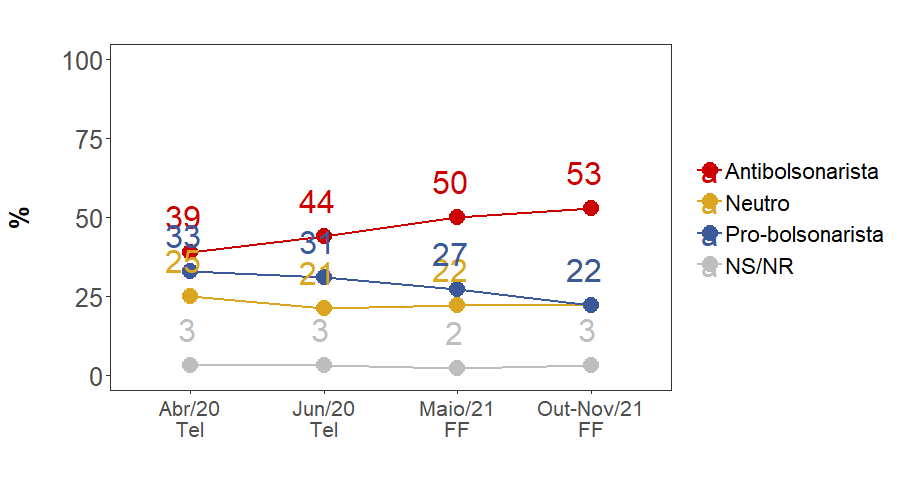 100
75
50
25
0
%
39
44
50
53
33
31
27
22
25
21
22
3
3
2
3
Abr/20
Tel
Jun/20
Tel
Maio/21
FF
Out-Nov/21
FF
a Antibolsonarista
a Neutro
a Pro-bolsonarista
a NS/NR